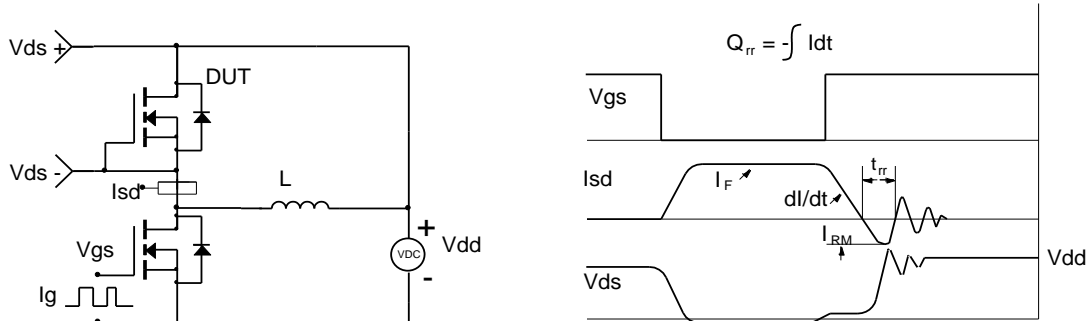 Vds +
DUT
Vds -
Isd
L
Vgs
Ig
+
VDC
-
Vdd
Q_rr = -∫ Idt
Vgs
Isd
I_F
dI/dt
t_rr
I_RM
Vds
Vdd